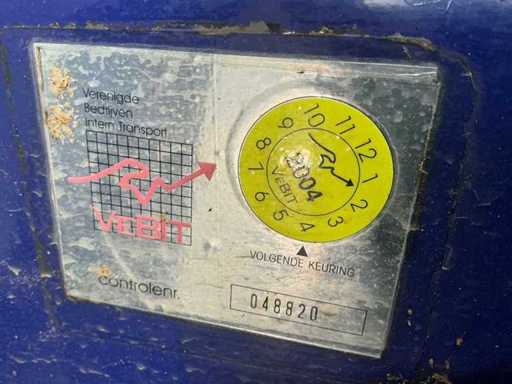 Verenigde
Bedrijven
Intern Transport
VeBIT
10 11 12 1 2 3 4 5 6 7 8 9
2004
VeBIT
VOLGENDE KEURING
controlenr.
048820